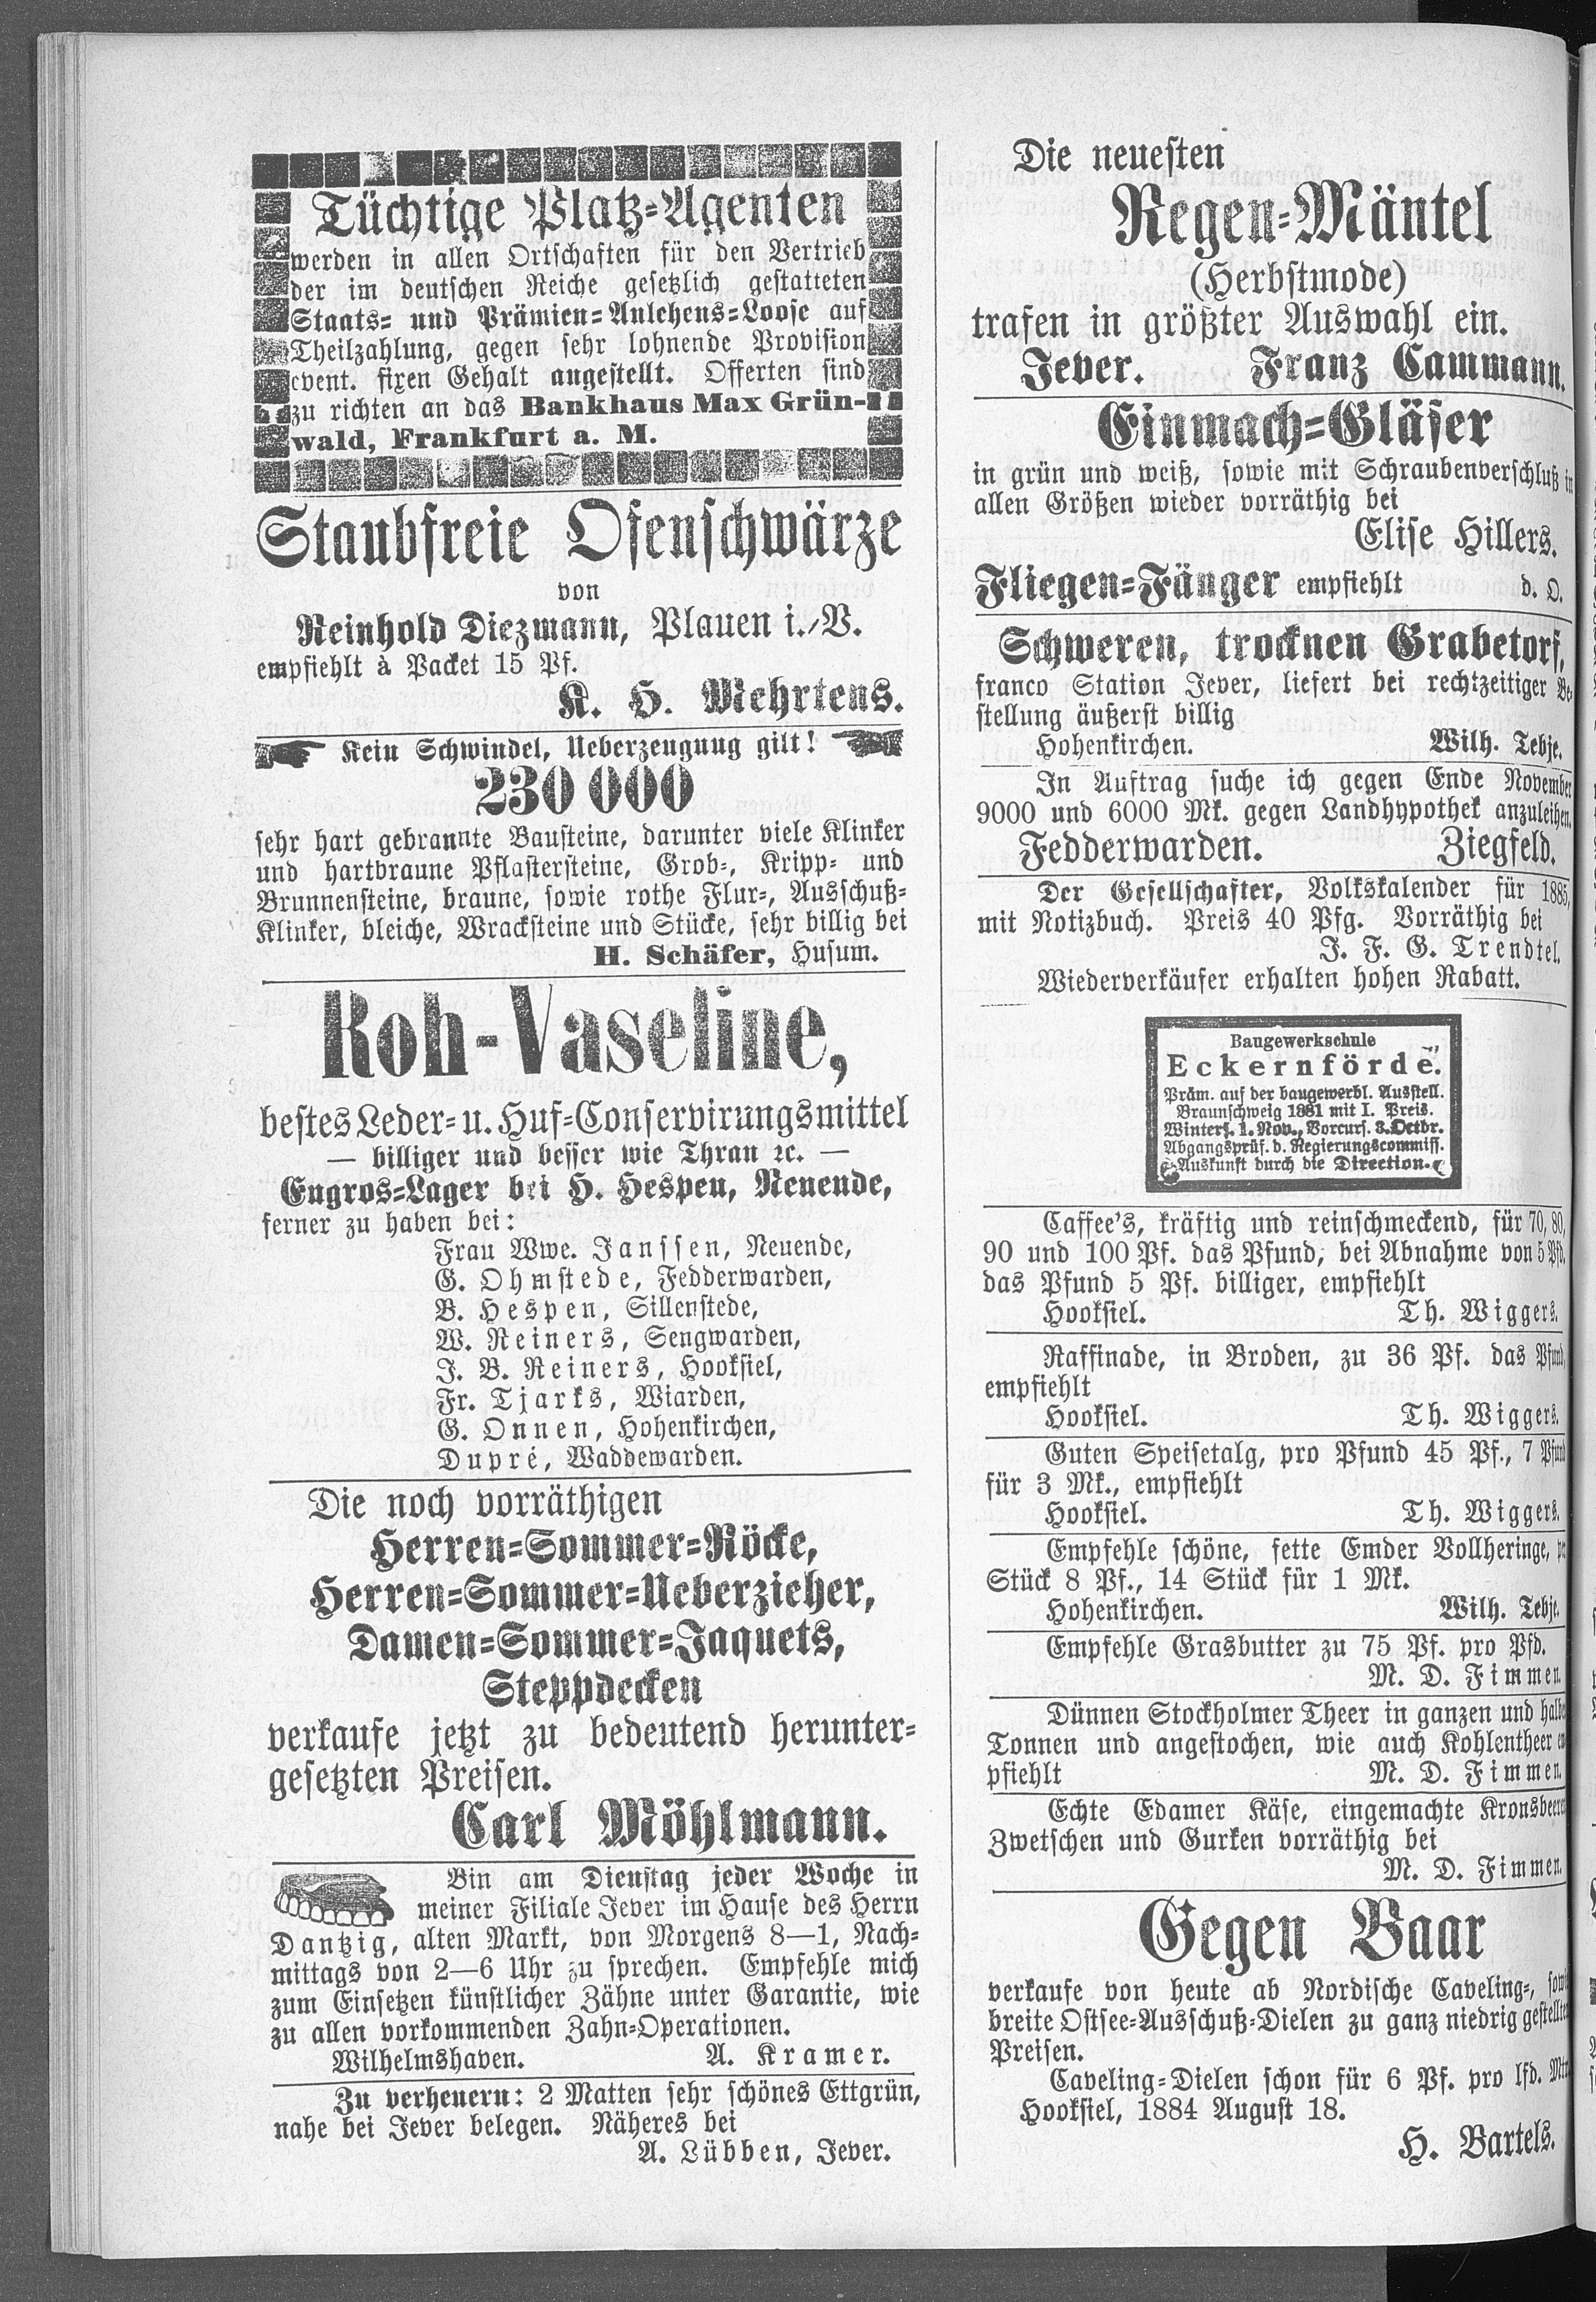 Tüchtige Platz-Agenten
werden in allen Ortschaften für den Vertrieb
der im deutschen Reiche gesetzlich gestatteten
Staats- und Prämien-Anlehens-Loose auf
Theilzahlung, gegen sehr lohnende Provision
event. fixen Gehalt angestellt. Offerten sind
zu richten an das Bankhaus Max Grün-
wald, Frankfurt a. M.
Staubfreie Ofenschwärze
von
Reinhold Diezmann, Plauen i./V.
empfiehlt à Packet 15 Pf.
K. H. Mehrtens.
Kein Schwindel, Ueberzeugung gilt!
230 000
sehr hart gebrannte Bausteine, darunter viele Klinker
und hartbraune Pflastersteine, Grob-, Kripp- und
Brunnensteine, braune, sowie rothe Flur-, Ausschuß-
Klinker, bleiche, Wracksteine und Stücke, sehr billig bei
H. Schäfer, Husum.
Roh-Vaseline,
bestes Leder- u. Huf-Conservirungsmittel
— billiger und besser wie Thran ꝛc. —
Engros-Lager bei H. Hespen, Neuende,
ferner zu haben bei:
Frau Wwe. Janssen, Neuende,
G. Ohmstede, Fedderwarden,
B. Hespen, Sillenstede,
W. Reiners, Sengwarden,
J. B. Reiners, Hooksiel,
Fr. Tjarks, Wiarden,
G. Onnen, Hohenkirchen,
Dupré, Waddewarden.
Die noch vorräthigen
Herren-Sommer-Röcke,
Herren-Sommer-Ueberzieher,
Damen-Sommer-Jaquets,
Steppdecken
verkaufe jetzt zu bedeutend herunter-
gesetzten Preisen.
Carl Möhlmann.
Bin am Dienstag jeder Woche in
meiner Filiale Jever im Hause des Herrn
Dantzig, alten Markt, von Morgens 8—1, Nach-
mittags von 2—6 Uhr zu sprechen. Empfehle mich
zum Einsetzen künstlicher Zähne unter Garantie, wie
zu allen vorkommenden Zahn-Operationen.
Wilhelmshaven. A. Kramer.
Zu verheuern: 2 Matten sehr schönes Ettgrün,
nahe bei Jever belegen. Näheres bei
A. Lübben, Jever.
Die neuesten
Regen-Mäntel
(Herbstmode)
trafen in größter Auswahl ein.
Jever. Franz Cammann.
Einmach-Gläser
in grün und weiß, sowie mit Schraubenverschluß in
allen Größen wieder vorräthig bei
Elise Hillers.
Fliegen-Fänger empfiehlt d. O.
Schweren, trocknen Grabetorf,
franco Station Jever, liefert bei rechtzeitiger Be-
stellung äußerst billig
Hohenkirchen. Wilh. Tebje.
In Auftrag suche ich gegen Ende November
9000 und 6000 Mk. gegen Landhypothek anzuleihen.
Fedderwarden. Ziegfeld.
Der Gesellschafter, Volkskalender für 1885,
mit Notizbuch. Preis 40 Pfg. Vorräthig bei
J. F. G. Trendtel.
Wiederverkäufer erhalten hohen Rabatt.
Baugewerkschule
Eckernförde.
Präm. auf der baugewerbl. Ausstell.
Braunschweig 1881 mit I. Preis.
Winters. 1. Nov., Vorcurs. 3. Octbr.
Abgangsprüf. d. Regierungscommiss.
Auskunft durch die Direction.
Caffee's, kräftig und reinschmeckend, für 70, 80,
90 und 100 Pf. das Pfund, bei Abnahme von 5 Pfd.
das Pfund 5 Pf. billiger, empfiehlt
Hooksiel. Th. Wiggers.
Raffinade, in Broden, zu 36 Pf. das Pfund,
empfiehlt
Hooksiel. Th. Wiggers.
Guten Speisetalg, pro Pfund 45 Pf., 7 Pfund
für 3 Mk., empfiehlt
Hooksiel. Th. Wiggers.
Empfehle schöne, fette Emder Vollheringe, per
Stück 8 Pf., 14 Stück für 1 Mk.
Hohenkirchen. Wilh. Tebje.
Empfehle Grasbutter zu 75 Pf. pro Pfd.
M. D. Fimmen.
Dünnen Stockholmer Theer in ganzen und halben
Tonnen und angestochen, wie auch Kohlentheer em-
pfiehlt M. D. Fimmen.
Echte Edamer Käse, eingemachte Kronsbeeren
Zwetschen und Gurken vorräthig bei
M. D. Fimmen.
Gegen Baar
verkaufe von heute ab Nordische Caveling-, sowie
breite Ostsee-Ausschuß-Dielen zu ganz niedrig gestellten
Preisen.
Caveling-Dielen schon für 6 Pf. pro lfd. Mtr.
Hooksiel, 1884 August 18.
H. Bartels.